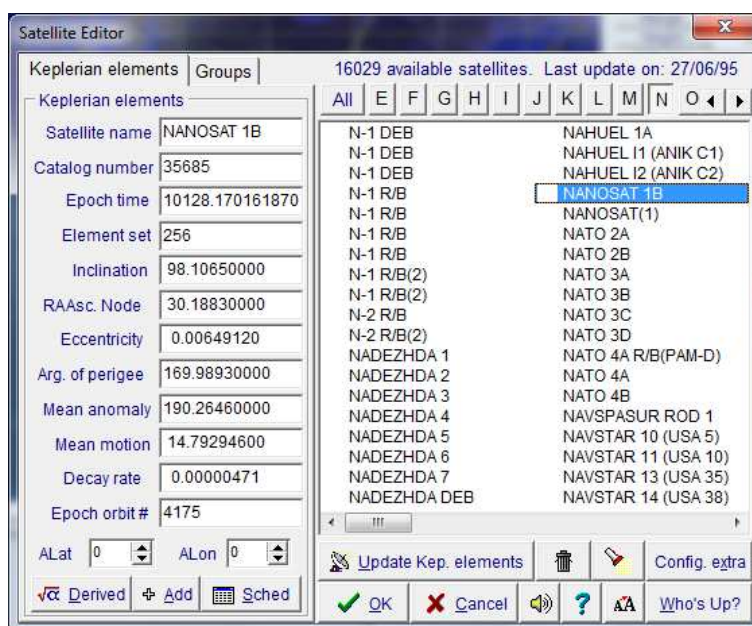 Satellite Editor
Keplerian elements Groups
Keplerian elements
Satellite name NANOSAT 1B
Catalog number 35685
Epoch time 10128.170161870
Element set 256
Inclination 98.10650000
RAAsc. Node 30.18830000
Eccentricity 0.00649120
Arg. of perigee 169.98930000
Mean anomaly 190.26460000
Mean motion 14.79294600
Decay rate 0.00000471
Epoch orbit # 4175
ALat 0 ALon 0
√α Derived Add Sched
16029 available satellites. Last update on: 27/06/95
All E F G H I J K L M N O
N-1 DEB
N-1 DEB
N-1 DEB
N-1 R/B
N-1 R/B
N-1 R/B
N-1 R/B
N-1 R/B(2)
N-1 R/B(2)
N-2 R/B
N-2 R/B(2)
NADEZHDA 1
NADEZHDA 2
NADEZHDA 3
NADEZHDA 4
NADEZHDA 5
NADEZHDA 6
NADEZHDA 7
NADEZHDA DEB
NAHUEL 1A
NAHUEL I1 (ANIK C1)
NAHUEL I2 (ANIK C2)
NANOSAT 1B
NANOSAT(1)
NATO 2A
NATO 2B
NATO 3A
NATO 3B
NATO 3C
NATO 3D
NATO 4A R/B(PAM-D)
NATO 4A
NATO 4B
NAVSPASUR ROD 1
NAVSTAR 10 (USA 5)
NAVSTAR 11 (USA 10)
NAVSTAR 13 (USA 35)
NAVSTAR 14 (USA 38)
Update Kep. elements Config. extra
OK Cancel ? AA Who's Up?